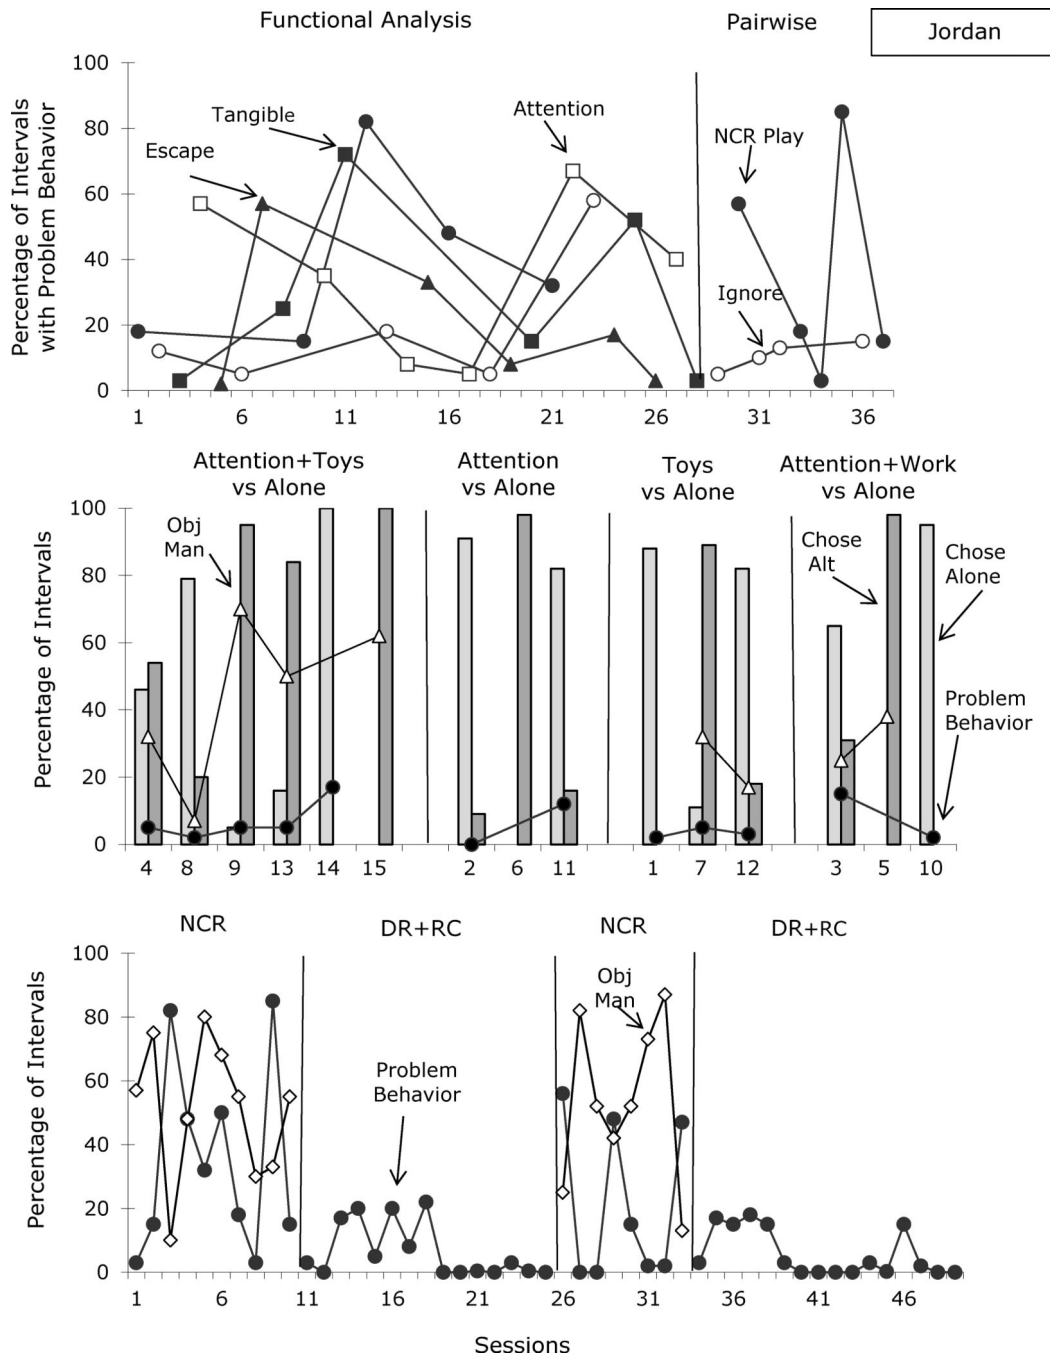 Functional Analysis
Pairwise
Jordan
Percentage of Intervals
with Problem Behavior
100
80
60
40
20
0
Escape
Tangible
Attention
NCR Play
Ignore
1 6 11 16 21 26 31 36
Attention+Toys
vs Alone
Attention
vs Alone
Toys
vs Alone
Attention+Work
vs Alone
Percentage of Intervals
100
80
60
40
20
0
Obj
Man
Chose
Alt
Chose
Alone
Problem
Behavior
4 8 9 13 14 15 2 6 11 1 7 12 3 5 10
NCR
DR+RC
NCR
DR+RC
Percentage of Intervals
100
80
60
40
20
0
Problem
Behavior
Obj
Man
1 6 11 16 21 26 31 36 41 46
Sessions